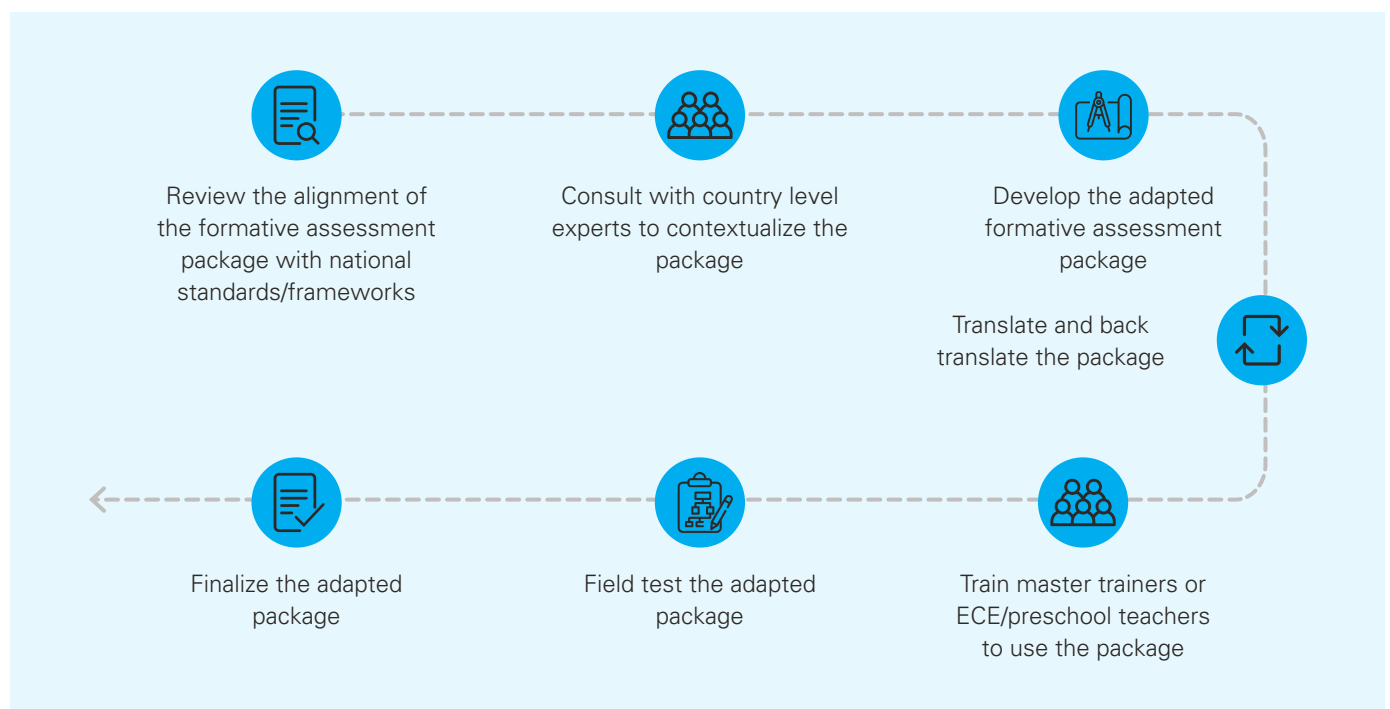 Review the alignment of
the formative assessment
package with national
standards/frameworks
Consult with country level
experts to contextualize the
package
Develop the adapted
formative assessment
package
Translate and back
translate the package
Train master trainers or
ECE/preschool teachers
to use the package
Field test the adapted
package
Finalize the adapted
package